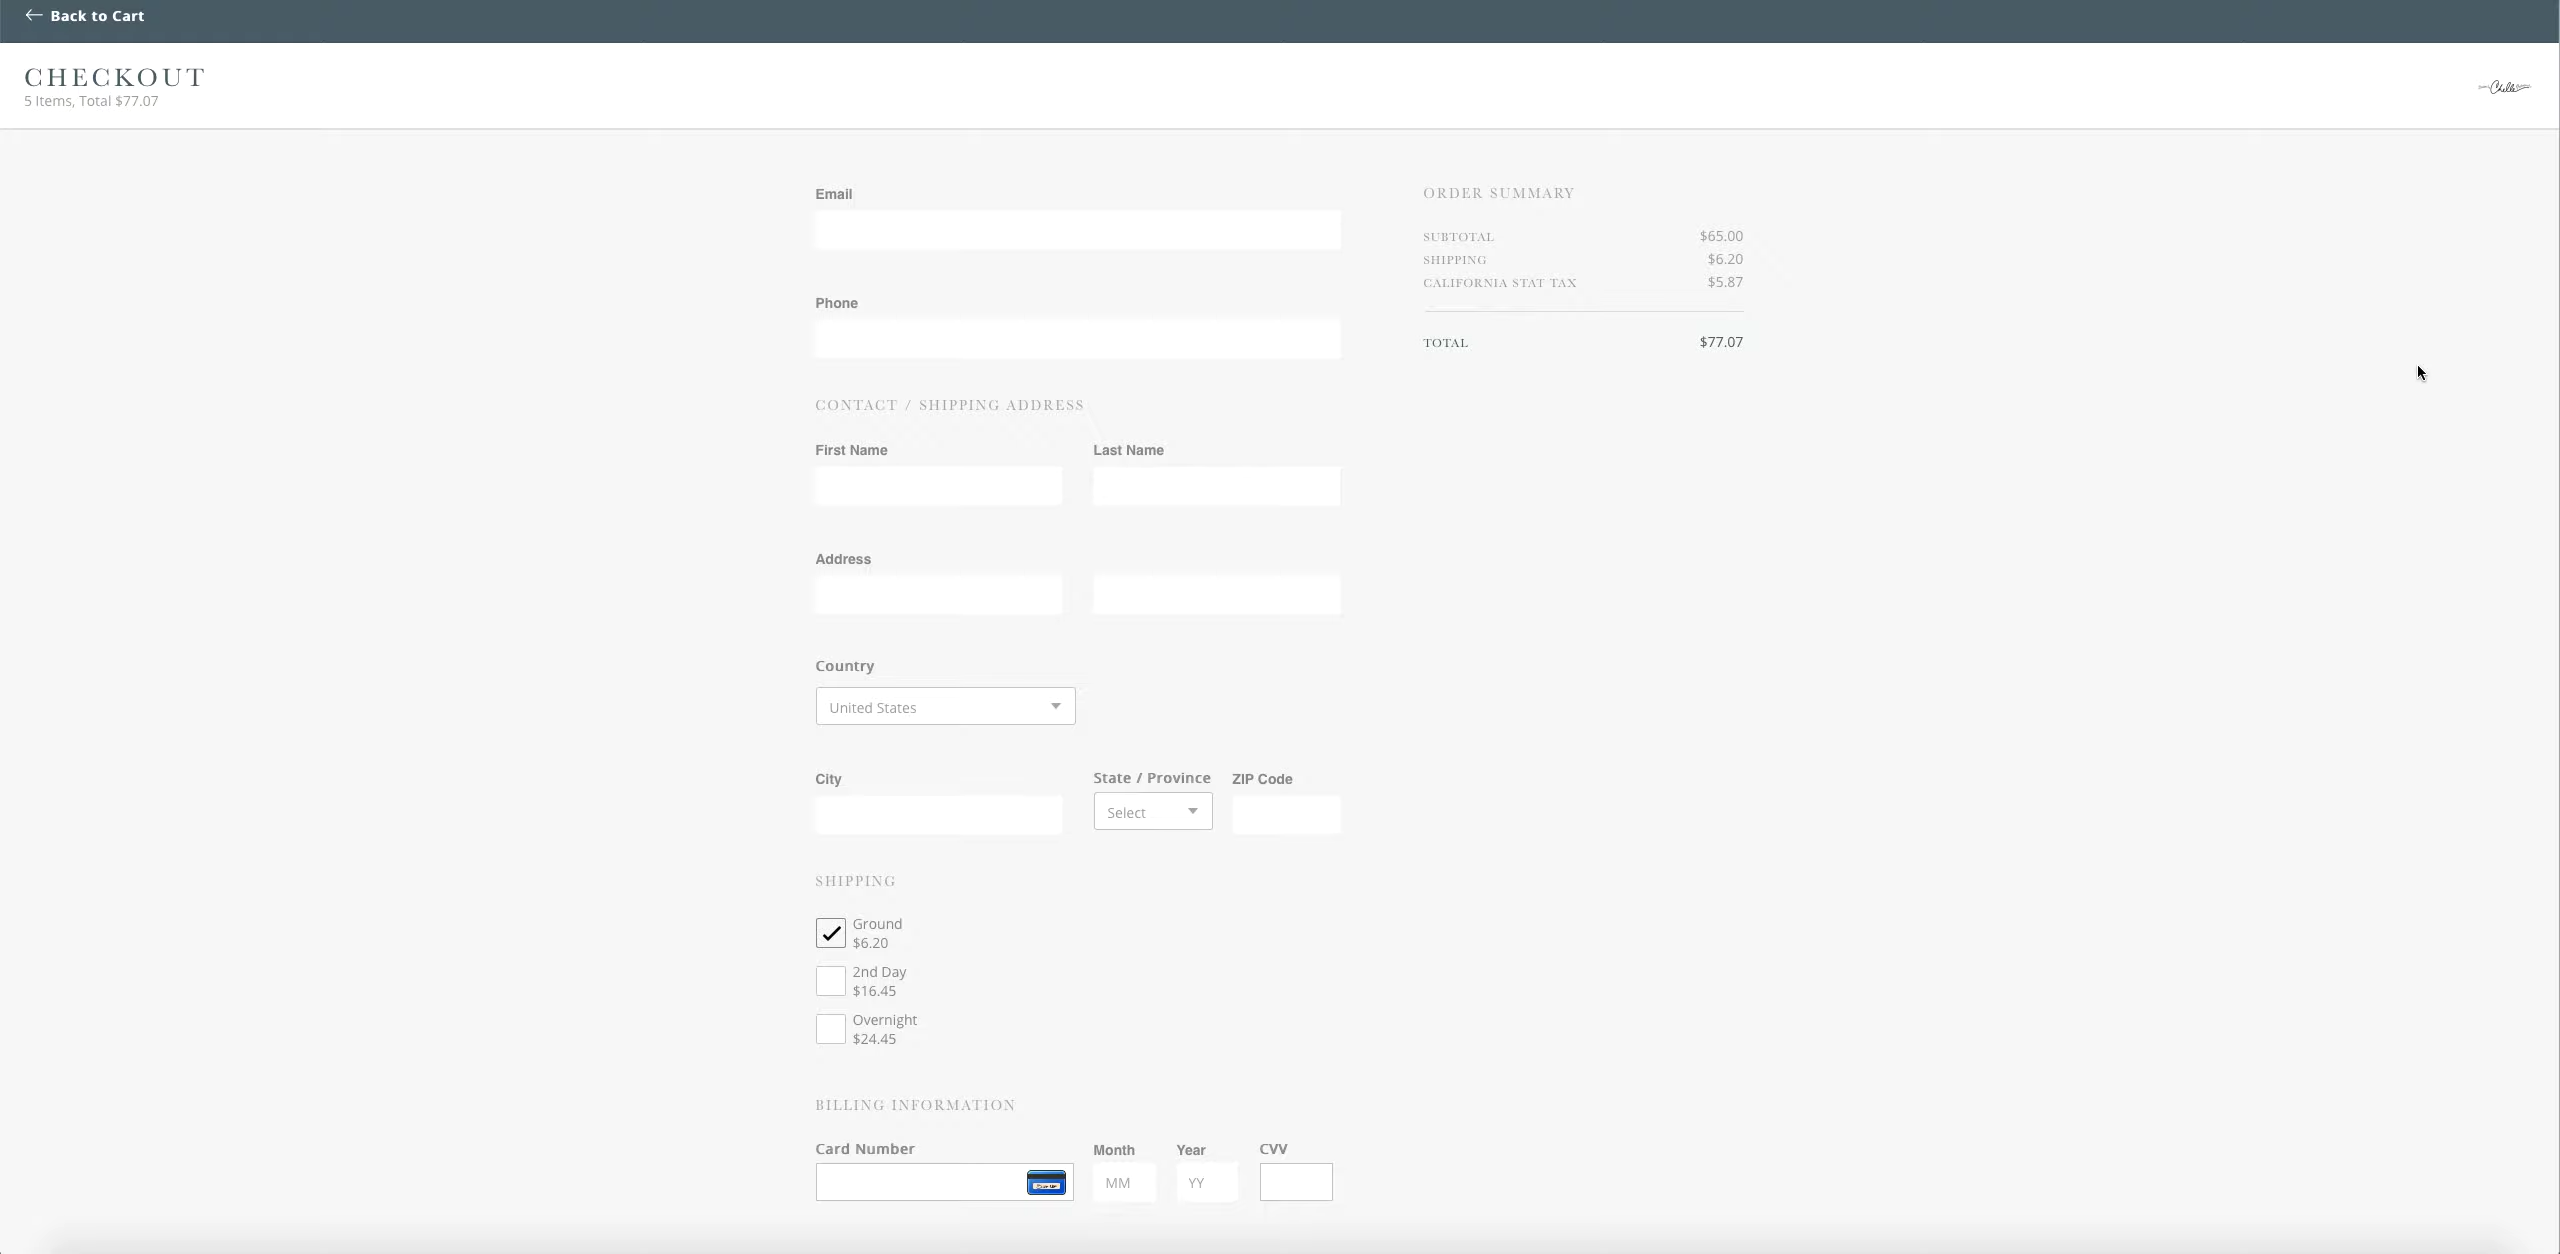 Back to Cart
CHECKOUT
5 Items, Total $77.07
Chelle
Email
Phone
CONTACT / SHIPPING ADDRESS
First Name
Last Name
Address
Country
United States
City
State / Province
Select
ZIP Code
SHIPPING
Ground
$6.20
2nd Day
$16.45
Overnight
$24.45
BILLING INFORMATION
Card Number
Month
MM
Year
YY
CVV
ORDER SUMMARY
SUBTOTAL $65.00
SHIPPING $6.20
CALIFORNIA STAT TAX $5.87
TOTAL $77.07